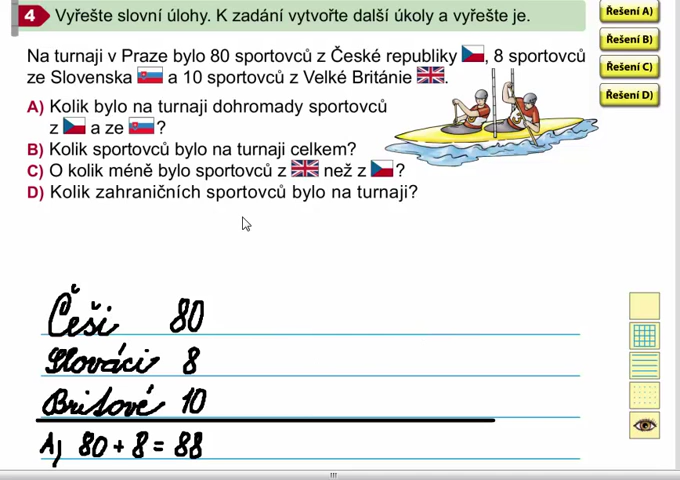 4 Vyřešte slovní úlohy. K zadání vytvořte další úkoly a vyřešte je.
Řešení A)
Řešení B)
Řešení C)
Řešení D)
Na turnaji v Praze bylo 80 sportovců z České republiky , 8 sportovců
ze Slovenska a 10 sportovců z Velké Británie .
A) Kolik bylo na turnaji dohromady sportovců
z a ze ?
B) Kolik sportovců bylo na turnaji celkem?
C) O kolik méně bylo sportovců z než z ?
D) Kolik zahraničních sportovců bylo na turnaji?
Češi 80
Slováci 8
Britové 10
A) 80 + 8 = 88